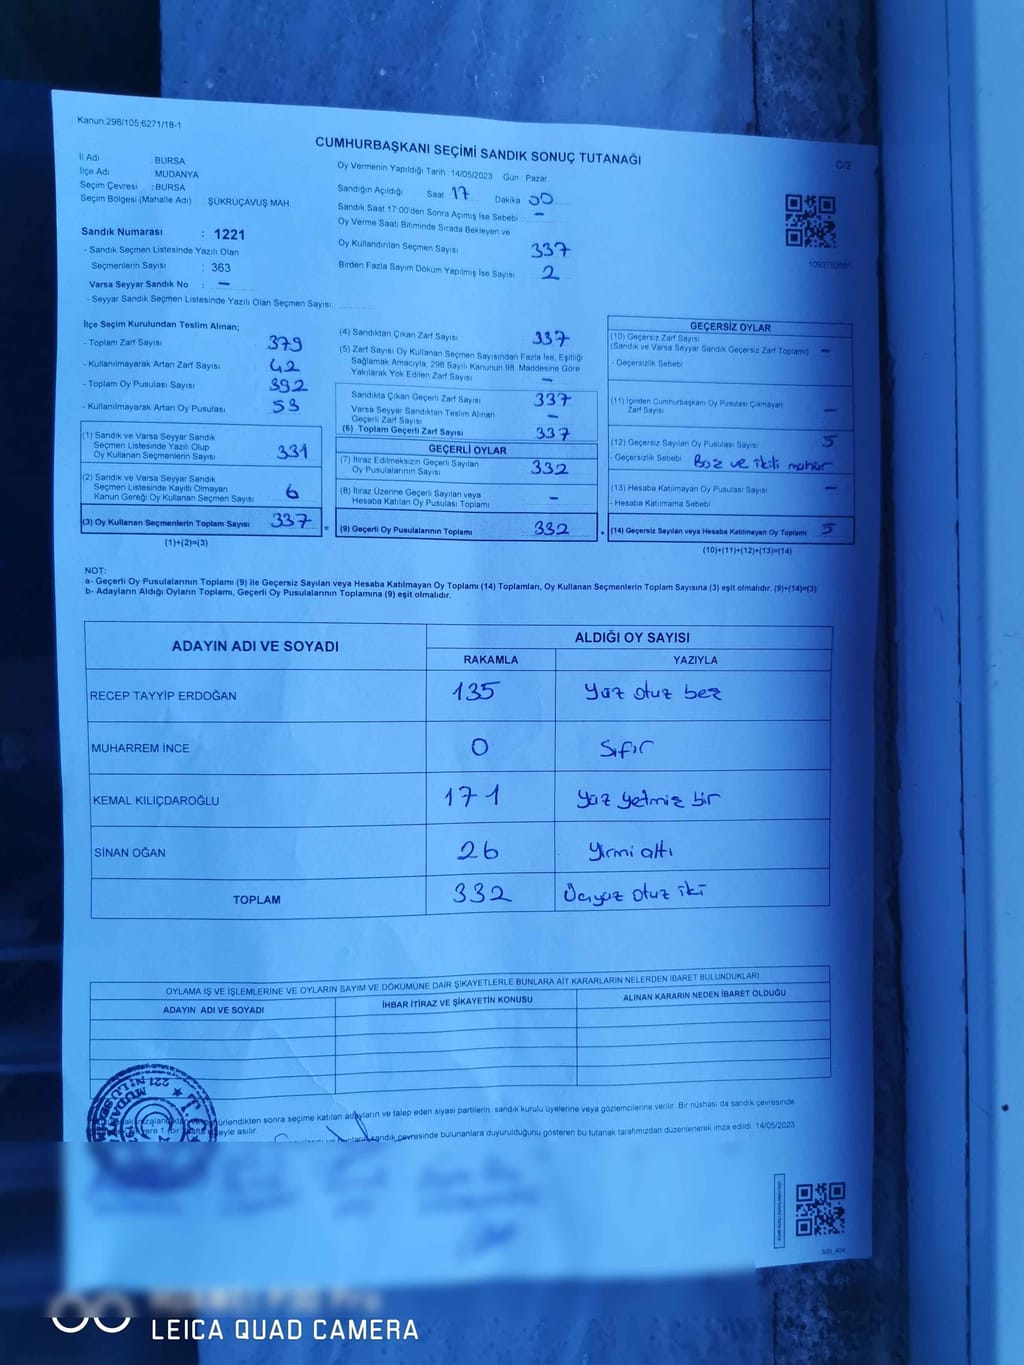 Kanun:298/105;6271/18-1
CUMHURBAŞKANI SEÇİMİ SANDIK SONUÇ TUTANAĞI
C/2
İl Adı BURSA
İlçe Adı MUDANYA
Seçim Çevresi :BURSA
Seçim Bölgesi (Mahalle Adı) ŞÜKRÜÇAVUŞ MAH.
Oy Vermenin Yapıldığı Tarih 14/05/2023 Gün Pazar
Sandığın Açıldığı Saat 17 Dakika 00
Sandık Saat 17:00'den Sonra Açılmış İse Sebebi –
Oy Verme Saati Bitiminde Sırada Bekleyen ve
Oy Kullandırılan Seçmen Sayısı 337
Birden Fazla Sayım Döküm Yapılmış İse Sayısı 2
Sandık Numarası : 1221
- Sandık Seçmen Listesinde Yazılı Olan
Seçmenlerin Sayısı : 363
Varsa Seyyar Sandık No : –
- Seyyar Sandık Seçmen Listesinde Yazılı Olan Seçmen Sayısı:
İlçe Seçim Kurulundan Teslim Alınan;
- Toplam Zarf Sayısı 379
- Kullanılmayarak Artan Zarf Sayısı 42
- Toplam Oy Pusulası Sayısı 392
- Kullanılmayarak Artan Oy Pusulası 53
(1) Sandık ve Varsa Seyyar Sandık
Seçmen Listesinde Yazılı Olup
Oy Kullanan Seçmenlerin Sayısı 331
(2) Sandık ve Varsa Seyyar Sandık
Seçmen Listesinde Kayıtlı Olmayan
Kanun Gereği Oy Kullanan Seçmen Sayısı 6
(3) Oy Kullanan Seçmenlerin Toplam Sayısı 337 =
(1)+(2)=(3)
(4) Sandıktan Çıkan Zarf Sayısı 337
(5) Zarf Sayısı Oy Kullanan Seçmen Sayısından Fazla İse, Eşitliği
Sağlamak Amacıyla; 298 Sayılı Kanunun 98. Maddesine Göre
Yakılarak Yok Edilen Zarf Sayısı –
Sandıkta Çıkan Geçerli Zarf Sayısı 337
Varsa Seyyar Sandıktan Teslim Alınan
Geçerli Zarf Sayısı –
(6) Toplam Geçerli Zarf Sayısı 337
GEÇERLİ OYLAR
(7) İtiraz Edilmeksizin Geçerli Sayılan
Oy Pusulalarının Sayısı 332
(8) İtiraz Üzerine Geçerli Sayılan veya
Hesaba Katılan Oy Pusulası Toplamı –
(9) Geçerli Oy Pusulalarının Toplamı 332 +
GEÇERSİZ OYLAR
(10) Geçersiz Zarf Sayısı
(Sandık ve Varsa Seyyar Sandık Geçersiz Zarf Toplamı) –
- Geçersizlik Sebebi
(11) İçinden Cumhurbaşkanı Oy Pusulası Çıkmayan
Zarf Sayısı –
(12) Geçersiz Sayılan Oy Pusulası Sayısı 5
- Geçersizlik Sebebi Boz ve ikili mühür
(13) Hesaba Katılmayan Oy Pusulası Sayısı –
- Hesaba Katılmama Sebebi
(14) Geçersiz Sayılan veya Hesaba Katılmayan Oy Toplamı 5
(10)+(11)+(12)+(13)=(14)
NOT:
a- Geçerli Oy Pusulalarının Toplamı (9) ile Geçersiz Sayılan veya Hesaba Katılmayan Oy Toplamı (14) Toplamları, Oy Kullanan Seçmenlerin Toplam Sayısına (3) eşit olmalıdır. (9)+(14)=(3)
b- Adayların Aldığı Oyların Toplamı, Geçerli Oy Pusulalarının Toplamına (9) eşit olmalıdır.
ADAYIN ADI VE SOYADI ALDIĞI OY SAYISI
RAKAMLA YAZIYLA
RECEP TAYYİP ERDOĞAN 135 Yüz otuz beş
MUHARREM İNCE 0 Sıfır
KEMAL KILIÇDAROĞLU 171 Yüz yetmiş bir
SİNAN OĞAN 26 Yirmi altı
TOPLAM 332 Üçyüz otuz iki
OYLAMA İŞ VE İŞLEMLERİNE VE OYLARIN SAYIM VE DÖKÜMÜNE DAİR ŞİKAYETLERLE BUNLARA AİT KARARLARIN NELERDEN İBARET BULUNDUKLARI
ADAYIN ADI VE SOYADI İHBAR İTİRAZ VE ŞİKAYETİN KONUSU ALINAN KARARIN NEDEN İBARET OLDUĞU
sonra seçime katılan adayların ve talep eden siyasi partilerin, sandık kurulu üyelerine veya gözlemcilerine verilir. Bir nüshası da sandık çevresinde
asılır.
sandık çevresinde bulunanlara duyurulduğunu gösteren bu tutanak tarafımızdan düzenlenerek imza edildi. 14/05/2023
LEICA QUAD CAMERA